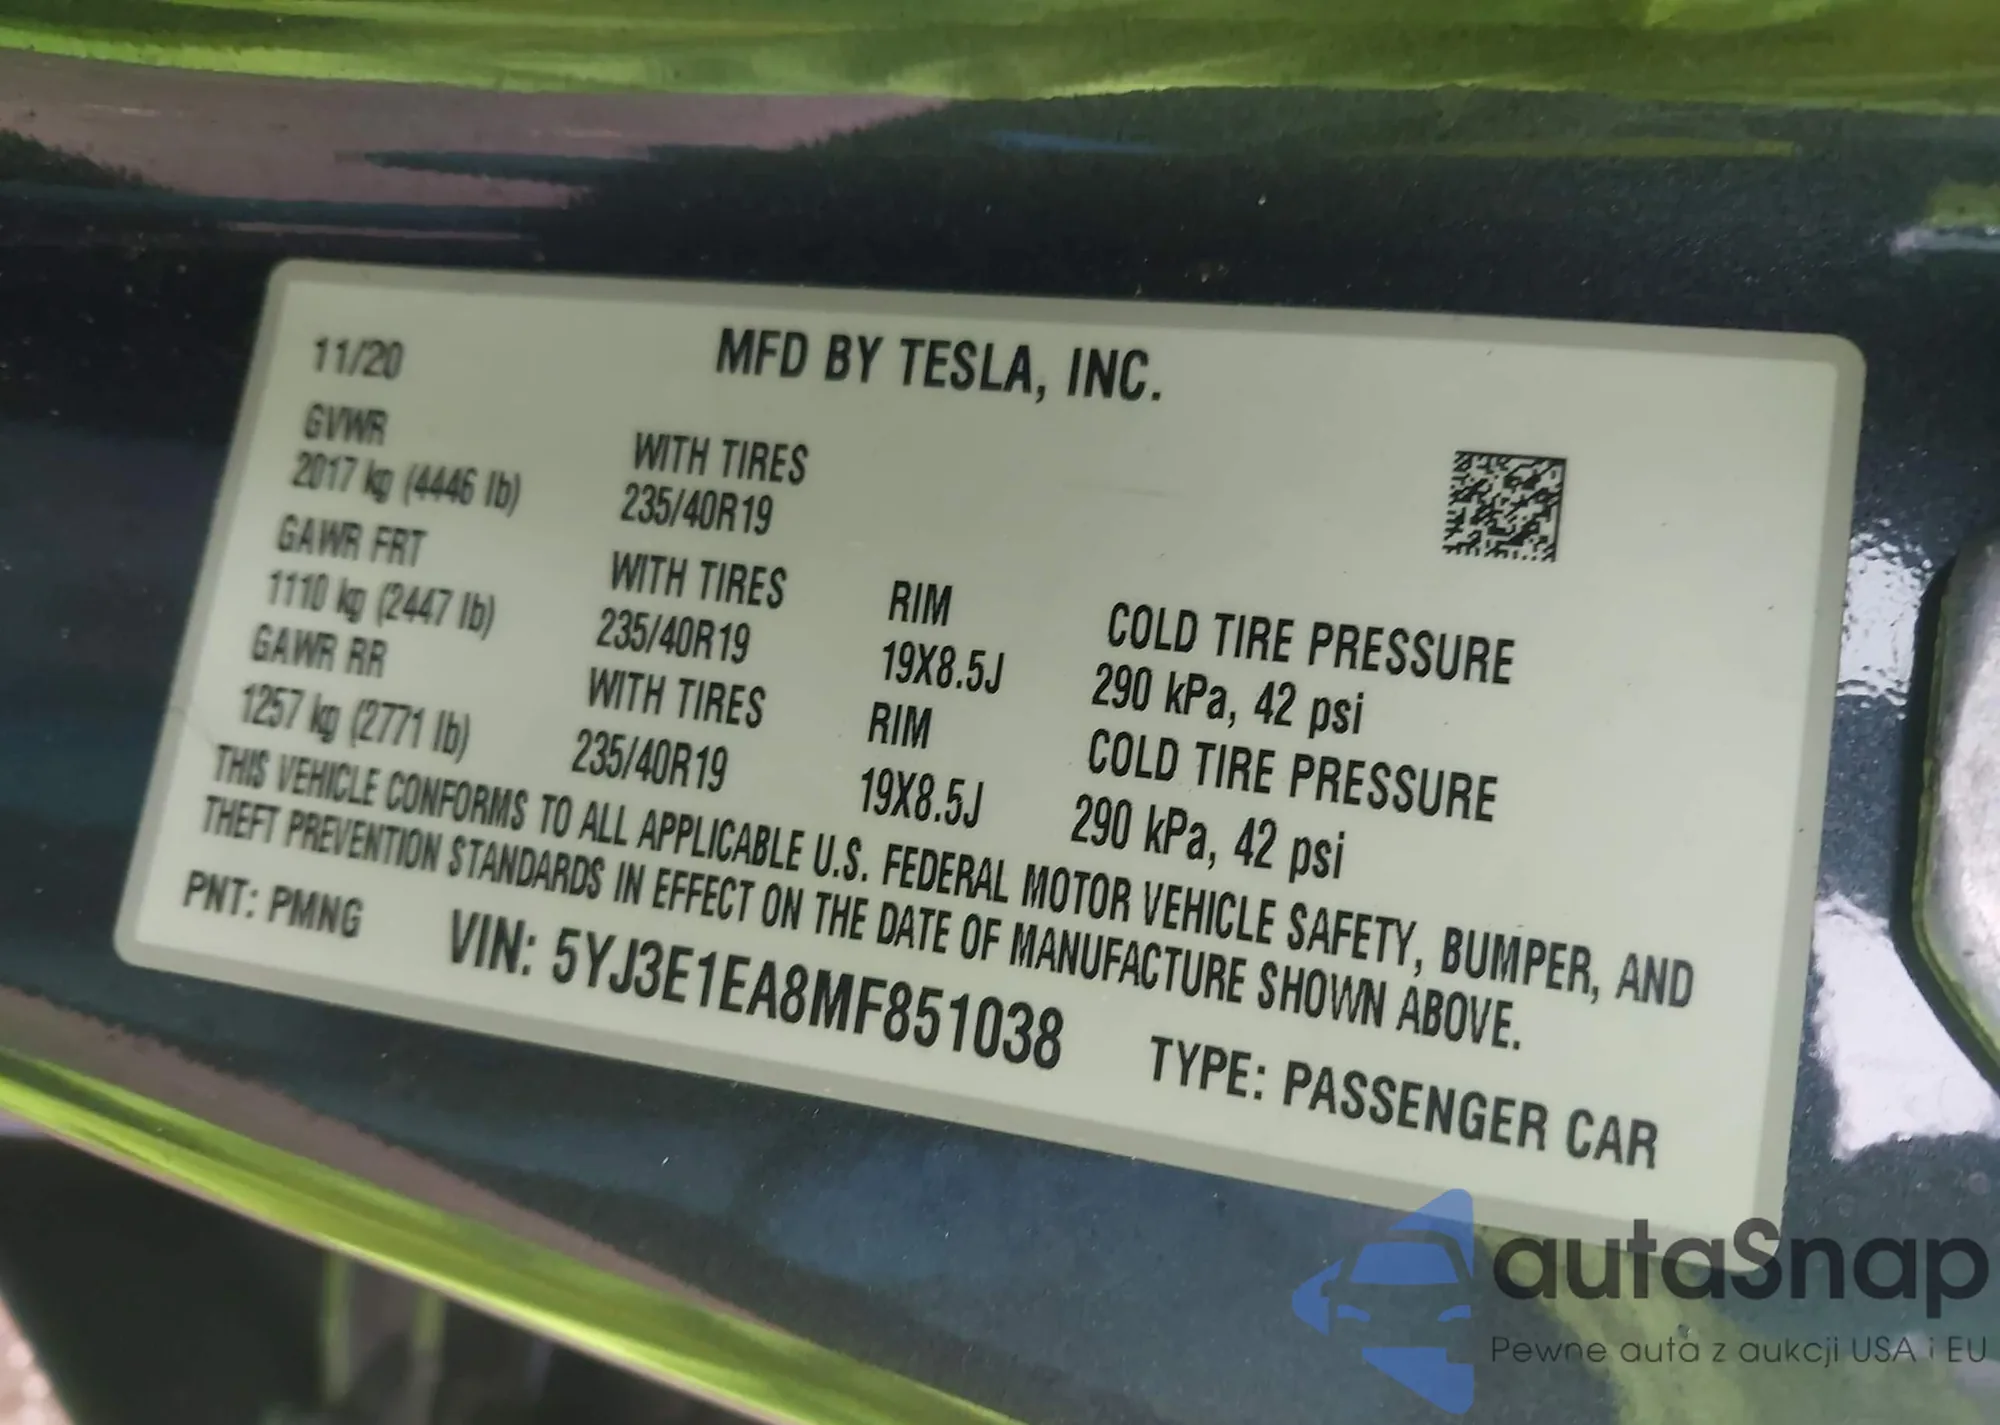 11/20 MFD BY TESLA, INC.
GVWR WITH TIRES
2017 kg (4446 lb) 235/40R19
GAWR FRT WITH TIRES RIM COLD TIRE PRESSURE
1110 kg (2447 lb) 235/40R19 19X8.5J 290 kPa, 42 psi
GAWR RR WITH TIRES RIM COLD TIRE PRESSURE
1257 kg (2771 lb) 235/40R19 19X8.5J 290 kPa, 42 psi
THIS VEHICLE CONFORMS TO ALL APPLICABLE U.S. FEDERAL MOTOR VEHICLE SAFETY, BUMPER, AND
THEFT PREVENTION STANDARDS IN EFFECT ON THE DATE OF MANUFACTURE SHOWN ABOVE.
PNT: PMNG VIN: 5YJ3E1EA8MF851038 TYPE: PASSENGER CAR
autaSnap
Pewne auta z aukcji USA i EU